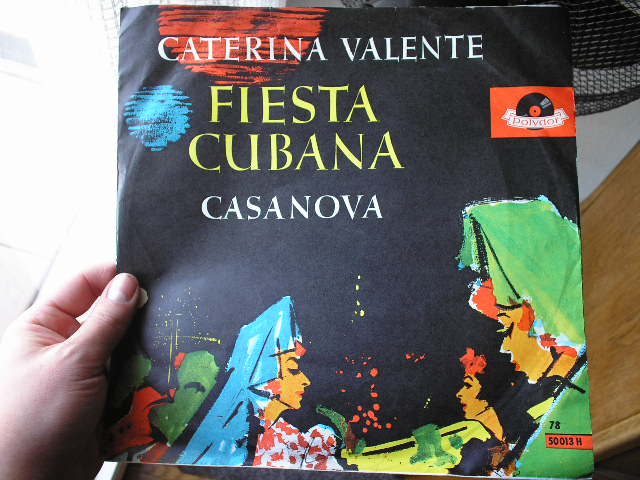 CATERINA VALENTE
FIESTA
CUBANA
polydor
CASANOVA
78
50013 H